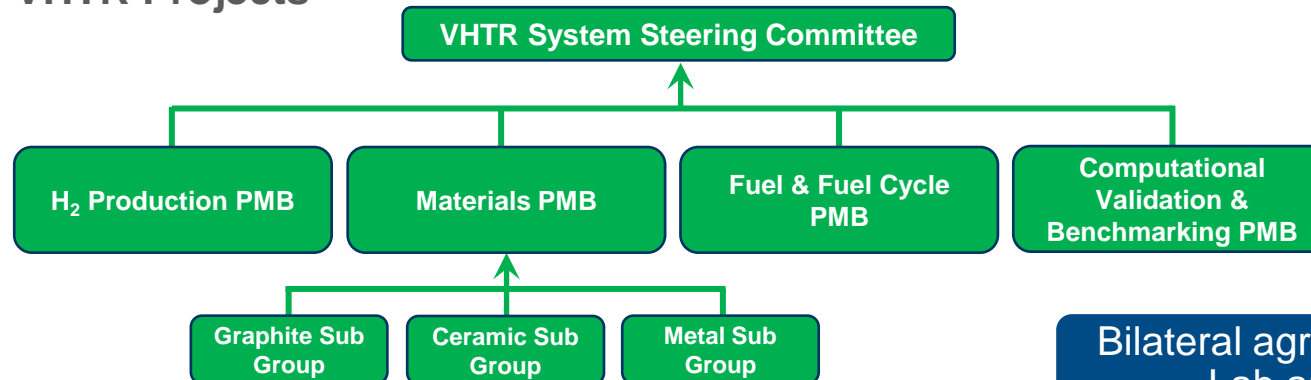 VHTR Projects
VHTR System Steering Committee
H₂ Production PMB
Materials PMB
Fuel & Fuel Cycle
PMB
Computational
Validation &
Benchmarking PMB
Graphite Sub
Group
Ceramic Sub
Group
Metal Sub
Group
Bilateral